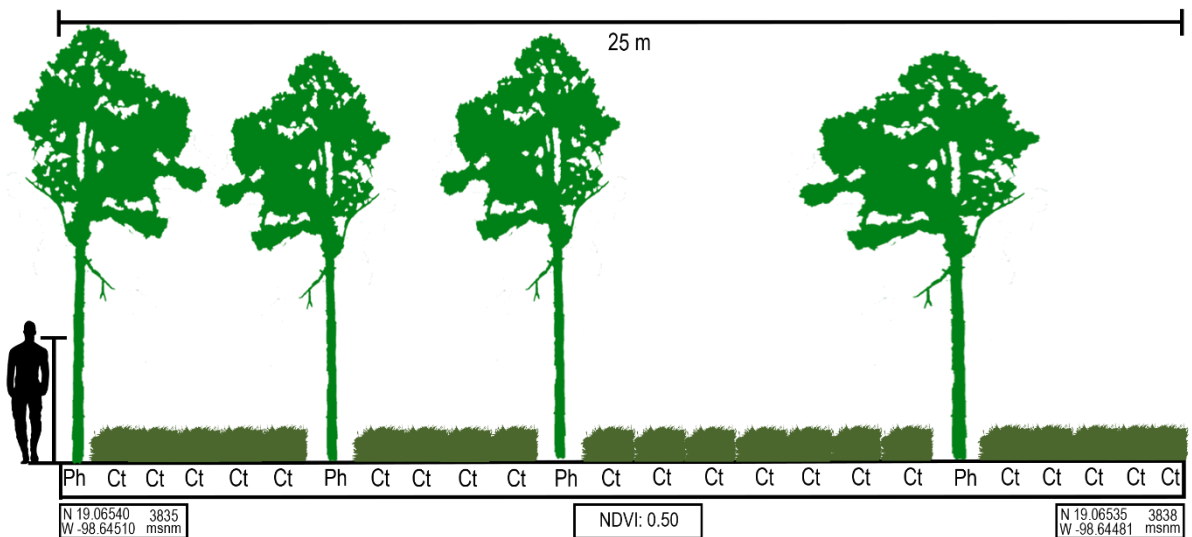 25 m
Ph Ct Ct Ct Ct Ct Ph Ct Ct Ct Ct Ph Ct Ct Ct Ct Ct Ct Ct Ph Ct Ct Ct Ct Ct
N 19.06540 3835
W -98.64510 msnm
NDVI: 0.50
N 19.06535 3838
W -98.64481 msnm